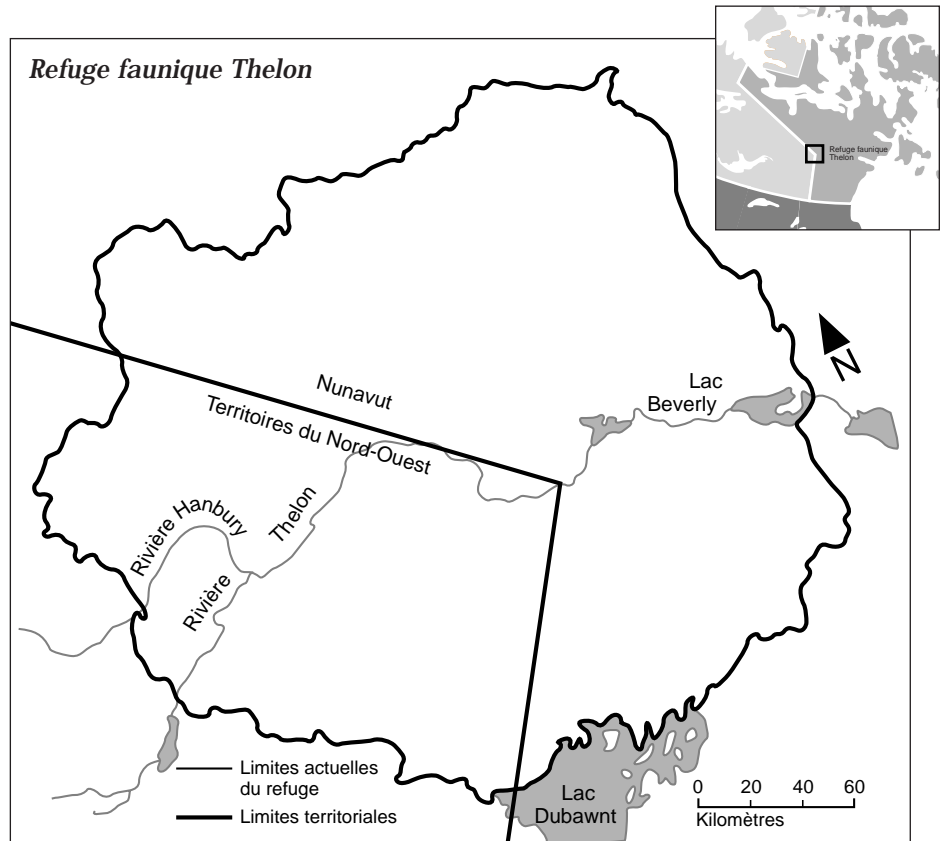 Refuge faunique Thelon
Refuge faunique
Thelon
N
Nunavut
Territoires du Nord-Ouest
Lac
Beverly
Rivière Hanbury
Thelon
Rivière
Limites actuelles
du refuge
Limites territoriales
Lac
Dubawnt
0 20 40 60
Kilomètres